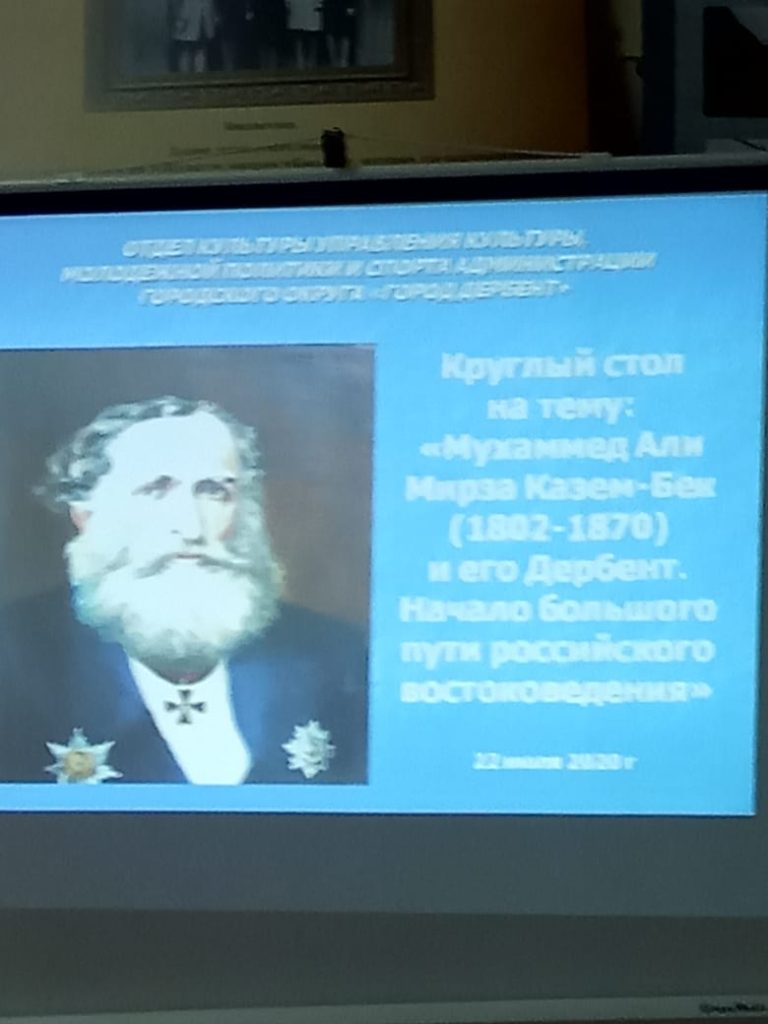 ОТДЕЛ КУЛЬТУРЫ УПРАВЛЕНИЯ КУЛЬТУРЫ,
МОЛОДЕЖНОЙ ПОЛИТИКИ И СПОРТА АДМИНИСТРАЦИИ
ГОРОДСКОГО ОКРУГА «ГОРОД ДЕРБЕНТ»
Круглый стол
на тему:
«Мухаммед Али
Мирза Казем-Бек
(1802-1870)
и его Дербент.
Начало большого
пути российского
востоковедения»
22 2020 г